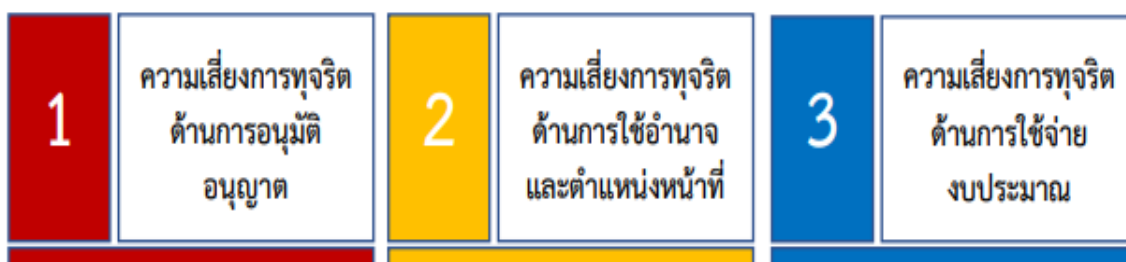 1
ความเสี่ยงการทุจริต
ด้านการอนุมัติ
อนุญาต
2
ความเสี่ยงการทุจริต
ด้านการใช้อำนาจ
และตำแหน่งหน้าที่
3
ความเสี่ยงการทุจริต
ด้านการใช้จ่าย
งบประมาณ